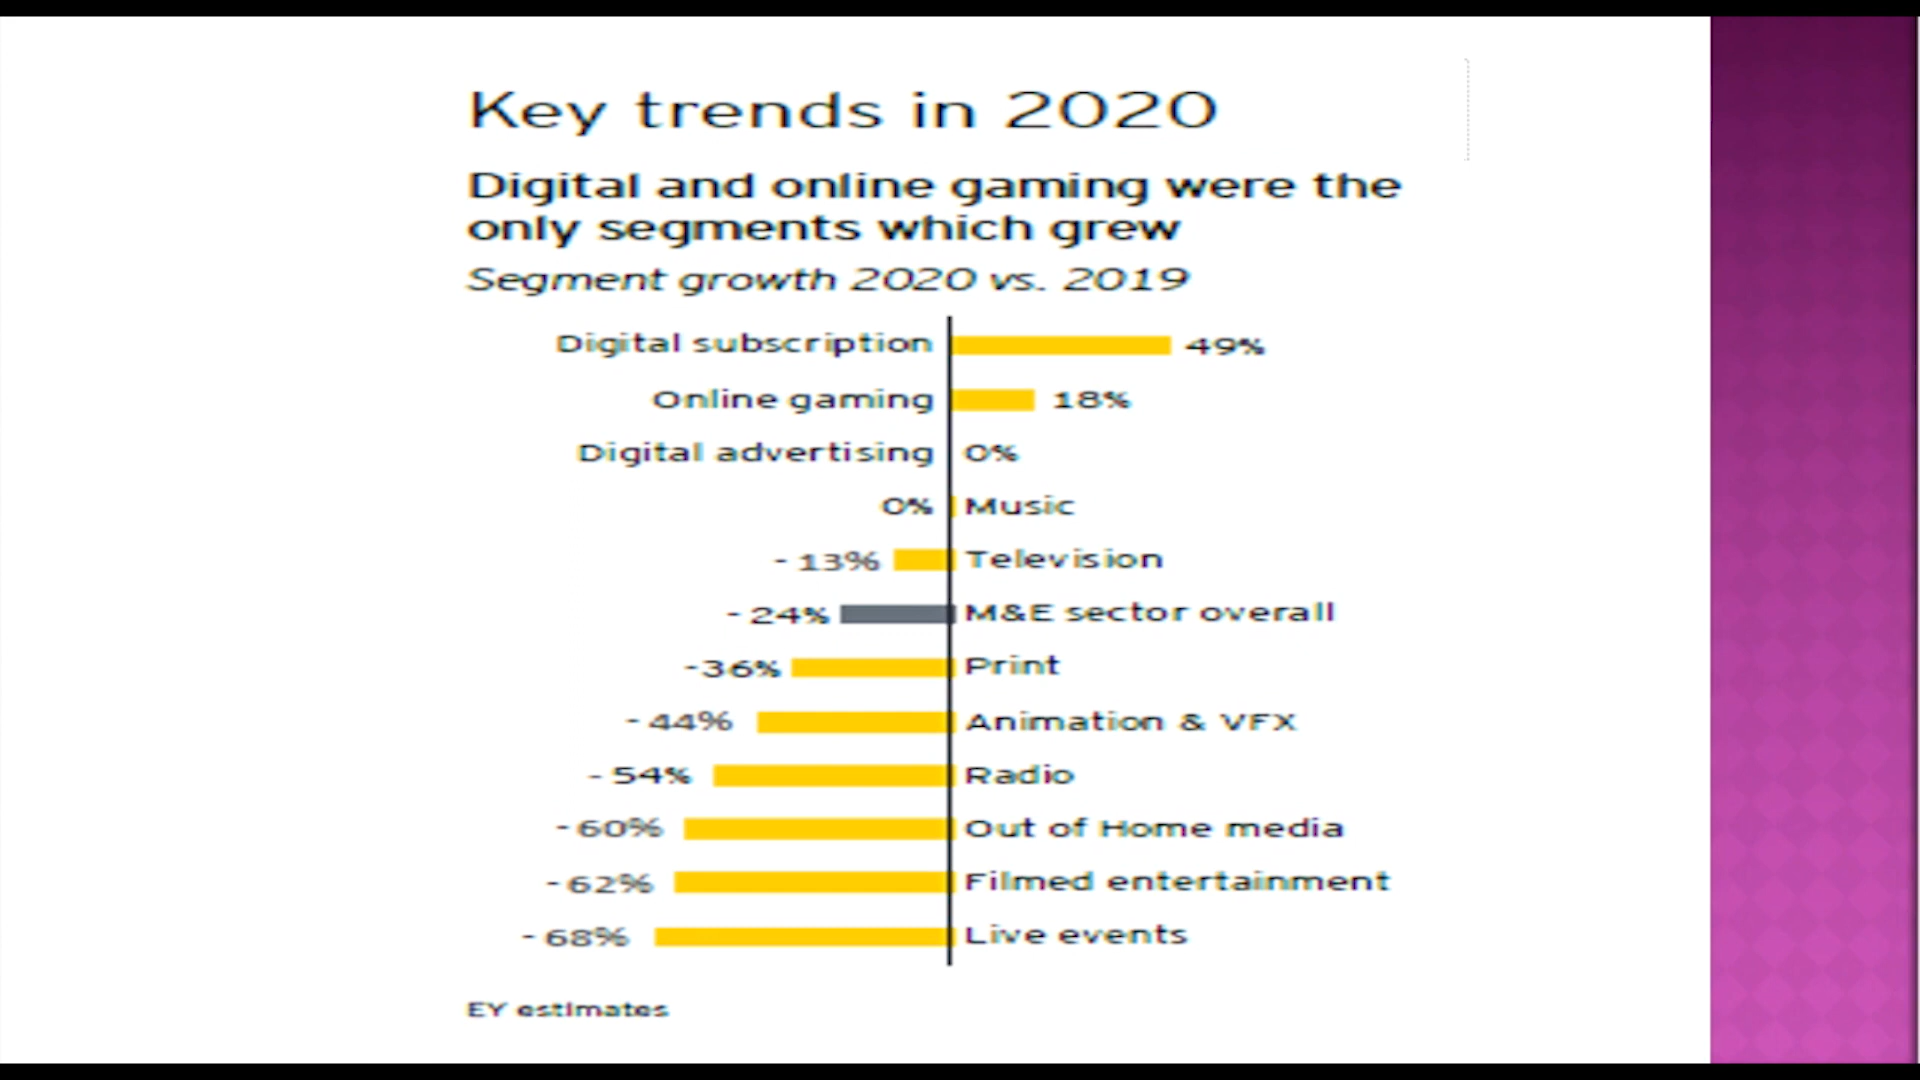 Key trends in 2020
Digital and online gaming were the
only segments which grew
Segment growth 2020 vs. 2019
Digital subscription 49%
Online gaming 18%
Digital advertising 0%
0% Music
- 13% Television
- 24% M&E sector overall
-36% Print
- 44% Animation & VFX
- 54% Radio
- 60% Out of Home media
- 62% Filmed entertainment
- 68% Live events
EY estimates